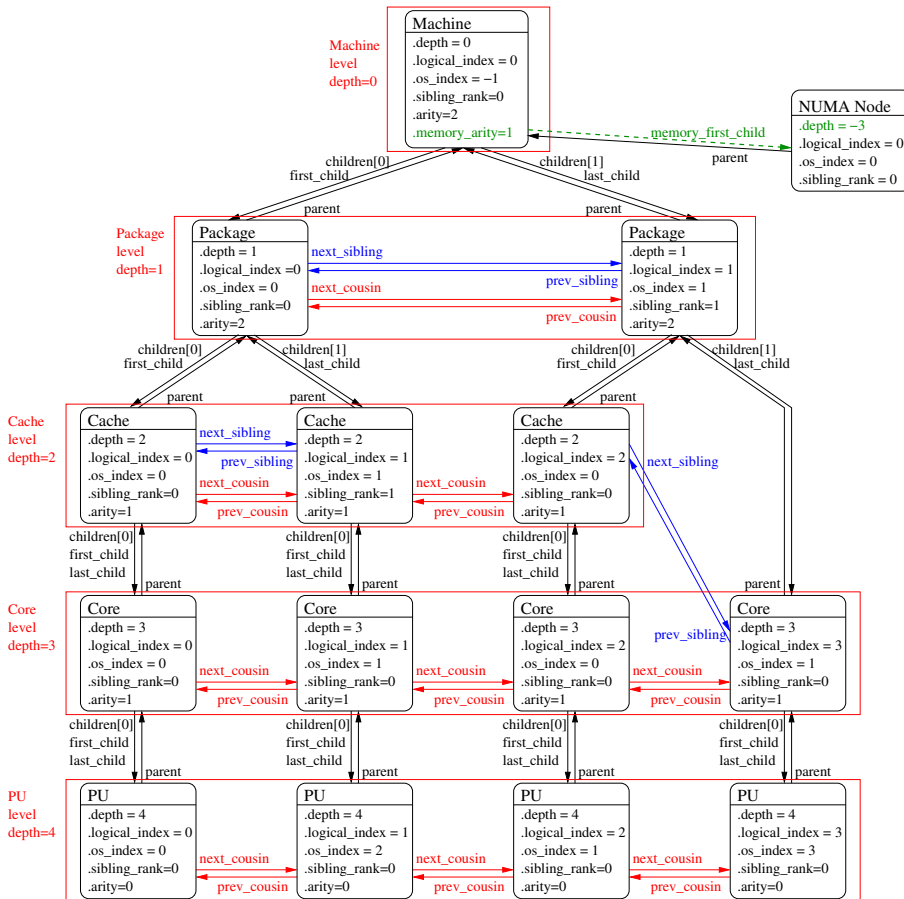 Machine
level
depth=0
Machine
.depth = 0
.logical_index = 0
.os_index = −1
.sibling_rank=0
.arity=2
.memory_arity=1
NUMA Node
.depth = −3
.logical_index = 0
.os_index = 0
.sibling_rank = 0
memory_first_child
parent
children[0]
first_child
children[1]
last_child
parent
parent
Package
level
depth=1
Package
.depth = 1
.logical_index =0
.os_index = 0
.sibling_rank=0
.arity=2
next_sibling
prev_sibling
next_cousin
prev_cousin
Package
.depth = 1
.logical_index = 1
.os_index = 1
.sibling_rank=1
.arity=2
children[0]
first_child
children[1]
last_child
children[0]
first_child
children[1]
last_child
parent
parent
parent
Cache
level
depth=2
Cache
.depth = 2
.logical_index = 0
.os_index = 0
.sibling_rank=0
.arity=1
next_sibling
prev_sibling
next_cousin
prev_cousin
Cache
.depth = 2
.logical_index = 1
.os_index = 1
.sibling_rank=1
.arity=1
next_cousin
prev_cousin
Cache
.depth = 2
.logical_index = 2
.os_index = 0
.sibling_rank=0
.arity=1
next_sibling
prev_sibling
children[0]
first_child
last_child
parent
children[0]
first_child
last_child
parent
children[0]
first_child
last_child
parent
parent
Core
level
depth=3
Core
.depth = 3
.logical_index = 0
.os_index = 0
.sibling_rank=0
.arity=1
next_cousin
prev_cousin
Core
.depth = 3
.logical_index = 1
.os_index = 1
.sibling_rank=0
.arity=1
next_cousin
prev_cousin
Core
.depth = 3
.logical_index = 2
.os_index = 0
.sibling_rank=0
.arity=1
next_cousin
prev_cousin
Core
.depth = 3
.logical_index = 3
.os_index = 1
.sibling_rank=0
.arity=1
children[0]
first_child
last_child
parent
children[0]
first_child
last_child
parent
children[0]
first_child
last_child
parent
children[0]
first_child
last_child
parent
PU
level
depth=4
PU
.depth = 4
.logical_index = 0
.os_index = 0
.sibling_rank=0
.arity=0
next_cousin
prev_cousin
PU
.depth = 4
.logical_index = 1
.os_index = 2
.sibling_rank=0
.arity=0
next_cousin
prev_cousin
PU
.depth = 4
.logical_index = 2
.os_index = 1
.sibling_rank=0
.arity=0
next_cousin
prev_cousin
PU
.depth = 4
.logical_index = 3
.os_index = 3
.sibling_rank=0
.arity=0